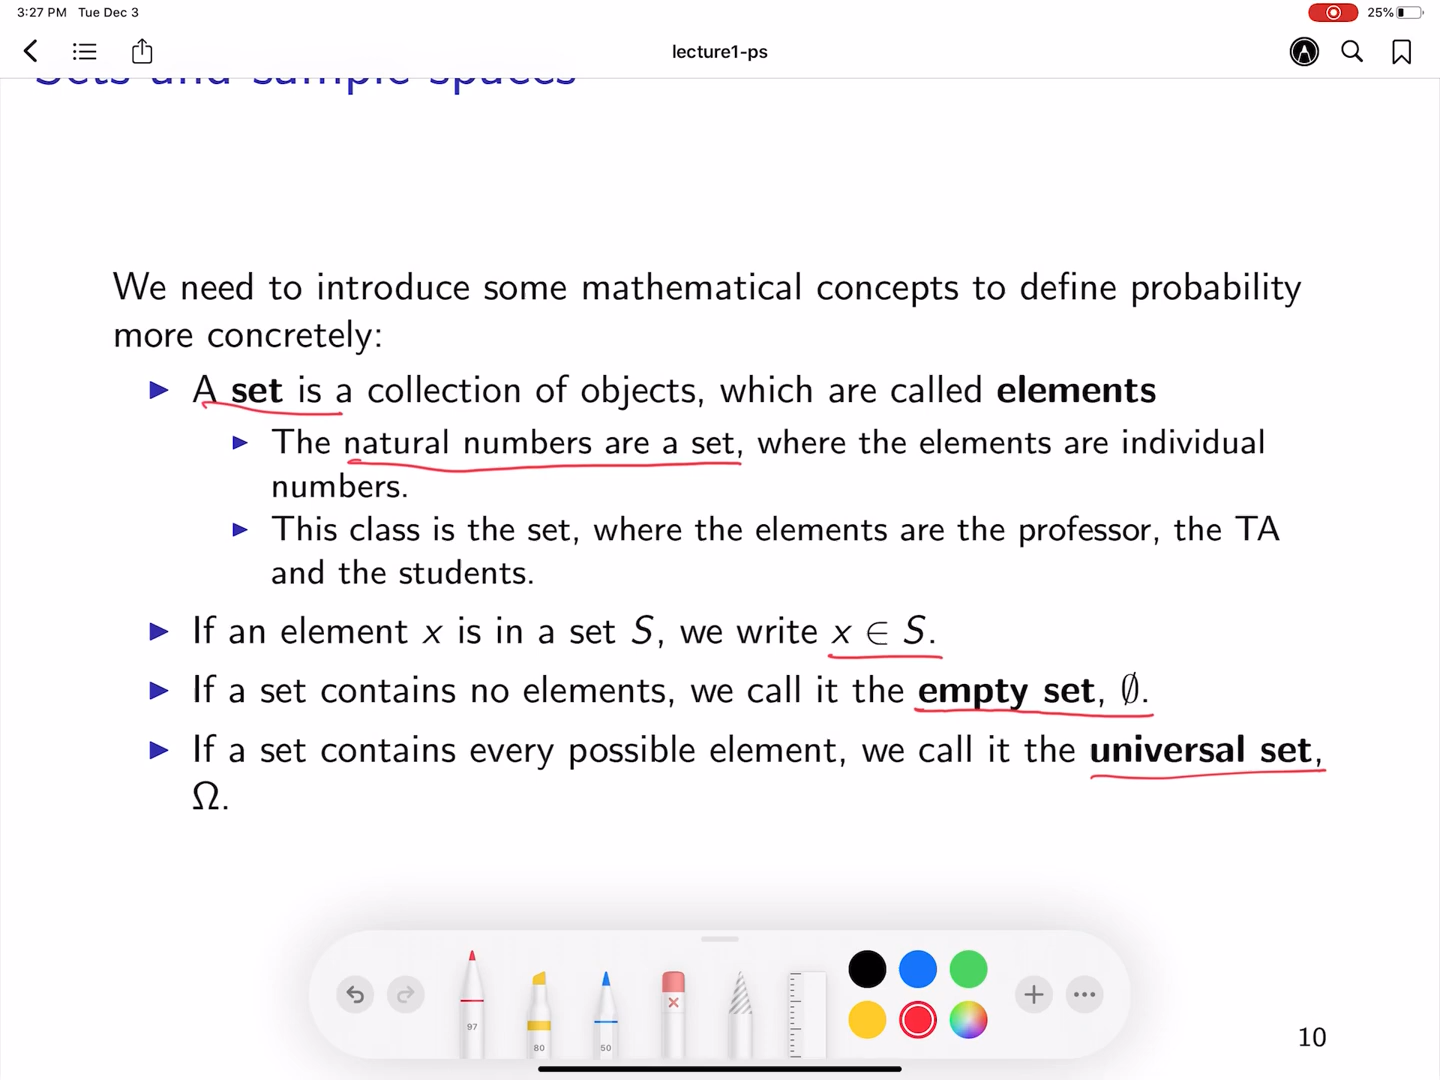 3:27 PM Tue Dec 3
25%
lecture1-ps
Sets and sample spaces
We need to introduce some mathematical concepts to define probability
more concretely:
▶ A set is a collection of objects, which are called elements
▶ The natural numbers are a set, where the elements are individual
numbers.
▶ This class is the set, where the elements are the professor, the TA
and the students.
▶ If an element x is in a set S, we write x ∈ S.
▶ If a set contains no elements, we call it the empty set, ∅.
▶ If a set contains every possible element, we call it the universal set,
Ω.
97
80
50
10